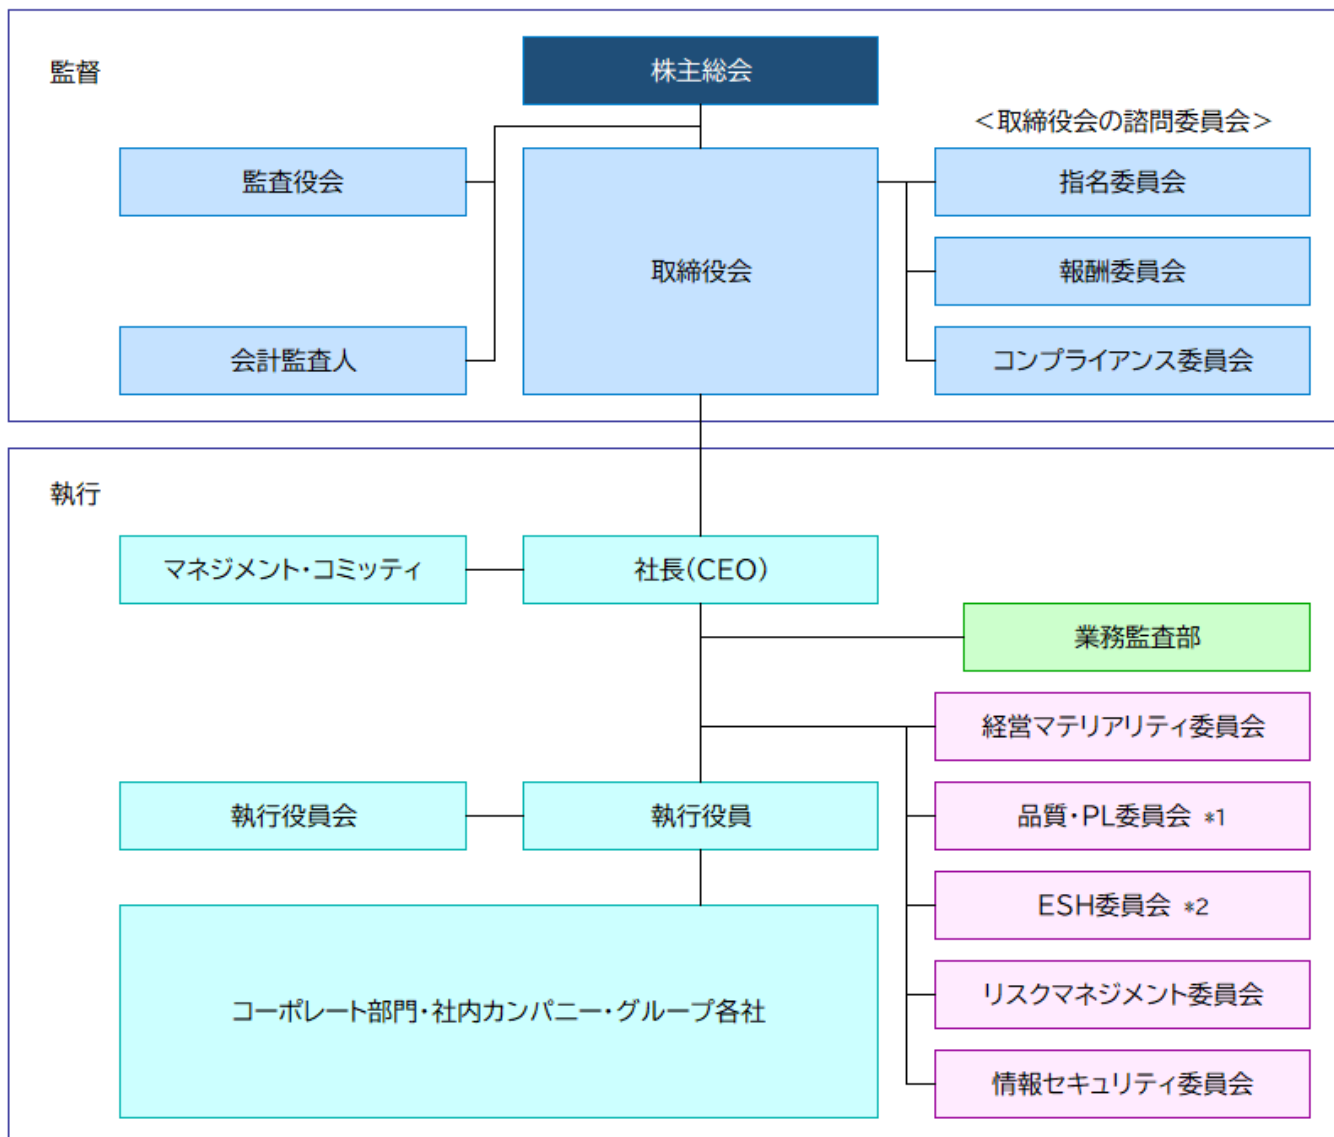 監督
株主総会
<取締役会の諮問委員会>
監査役会
取締役会
指名委員会
報酬委員会
会計監査人
コンプライアンス委員会
執行
マネジメント・コミッティ
社長(CEO)
業務監査部
経営マテリアリティ委員会
執行役員会
執行役員
品質・PL委員会 *1
ESH委員会 *2
コーポレート部門・社内カンパニー・グループ各社
リスクマネジメント委員会
情報セキュリティ委員会